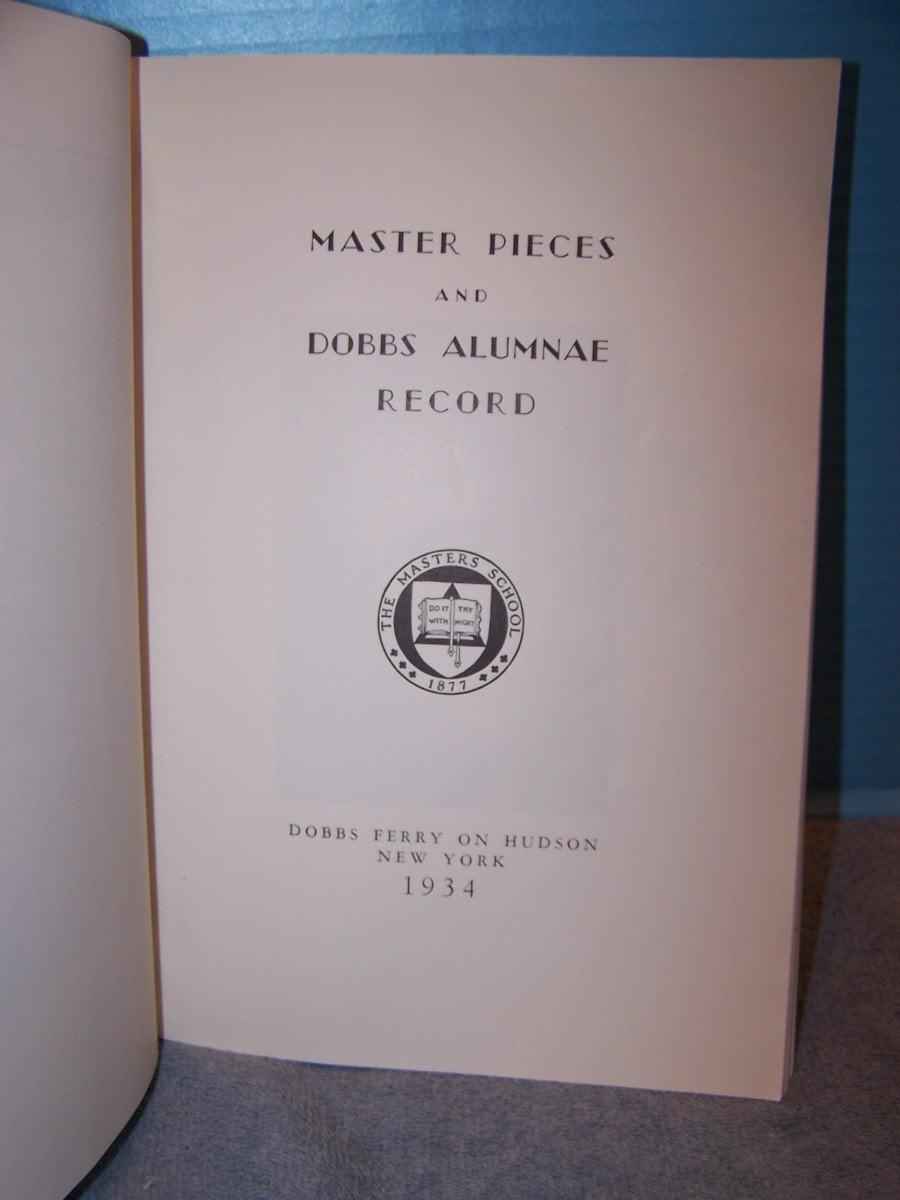 MASTER PIECES
AND
DOBBS ALUMNAE
RECORD
THE MASTERS SCHOOL
DO IT THY
WITH MIGHT
1877
DOBBS FERRY ON HUDSON
NEW YORK
1934